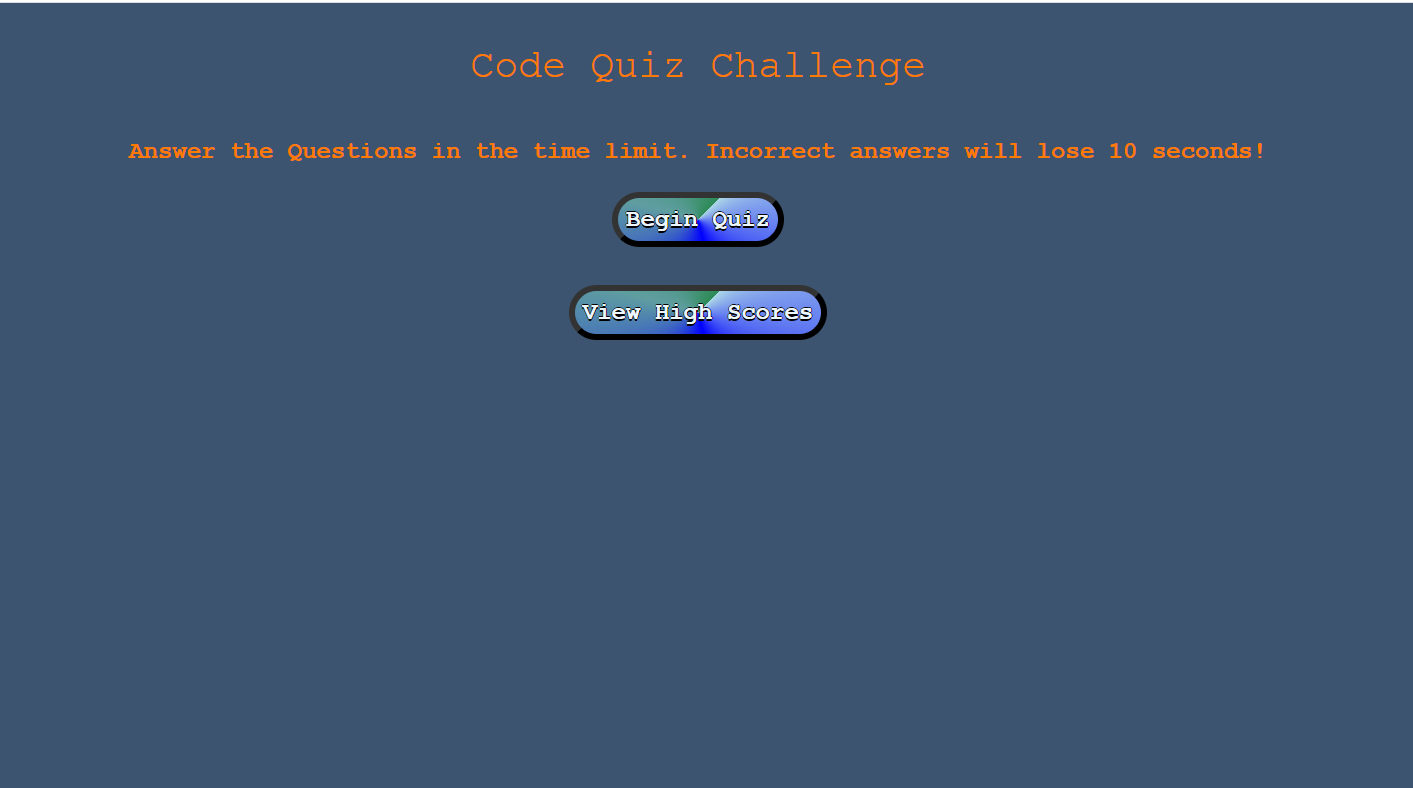 Code Quiz Challenge
Answer the Questions in the time limit. Incorrect answers will lose 10 seconds!
Begin Quiz
View High Scores